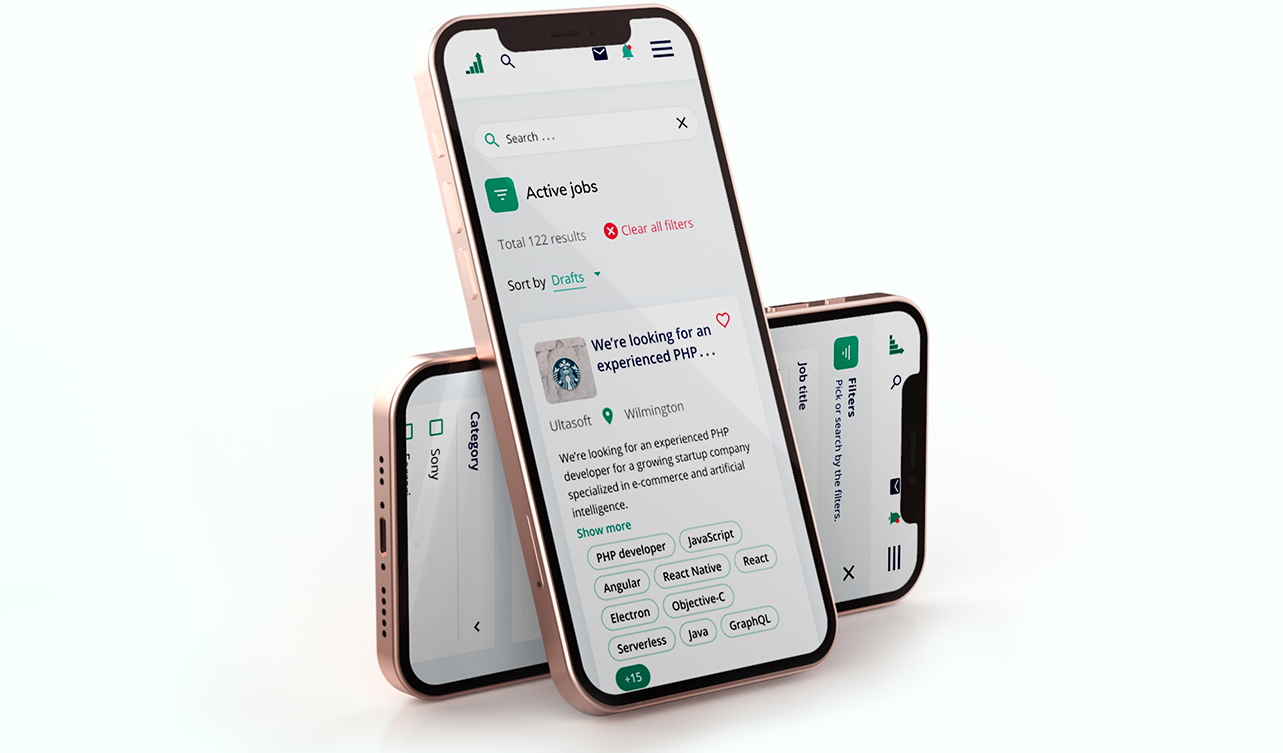 Search ...
Active jobs
Total 122 results
Clear all filters
Sort by Drafts
We're looking for an
experienced PHP...
Ultasoft
Wilmington
We're looking for an experienced PHP
developer for a growing startup company
specialized in e-commerce and artificial
intelligence.
Show more
PHP developer
JavaScript
Angular
React Native
React
Electron
Objective-C
Serverless
Java
GraphQL
+15
Category
Sony
Filters
Pick or search by the filters.
Job title